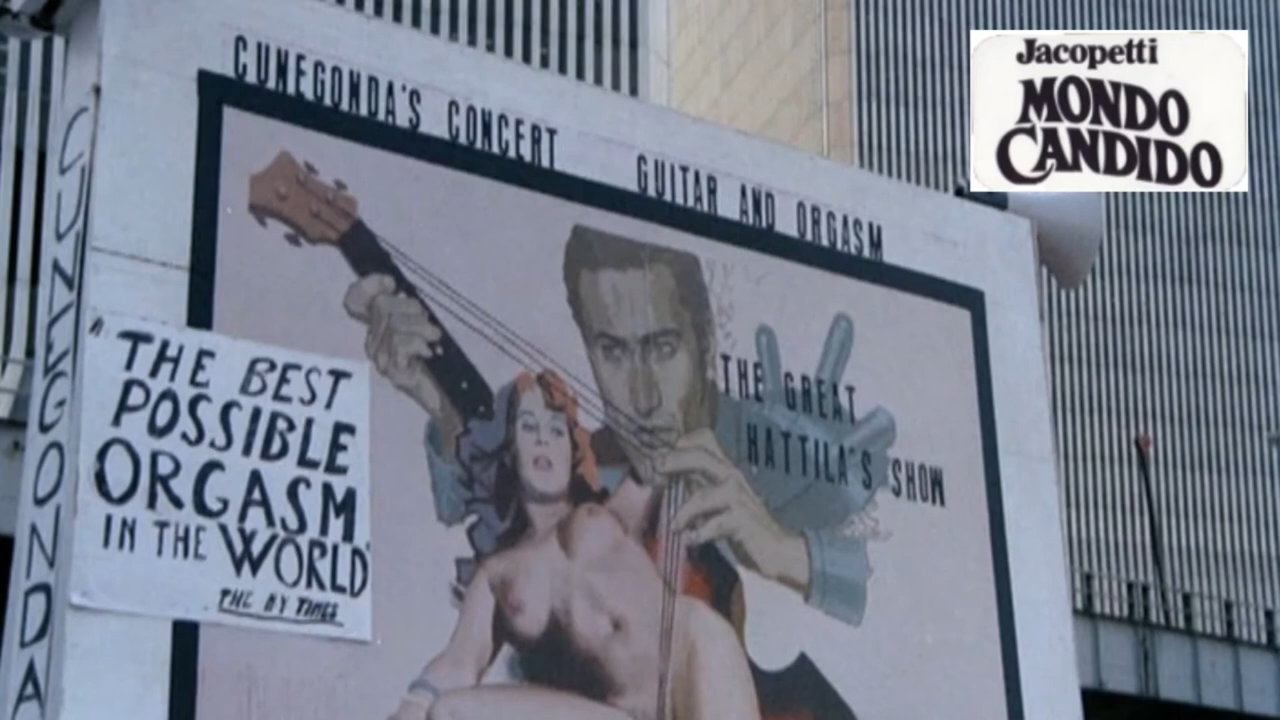 CUNEGONDA'S CONCERT GUITAR AND ORGASM
Jacopetti
MONDO
CANDIDO
CUNEGONDA
THE GREAT
HATTILA'S SHOW
"THE BEST
POSSIBLE
ORGASM
IN THE WORLD"
THE NY TIMES